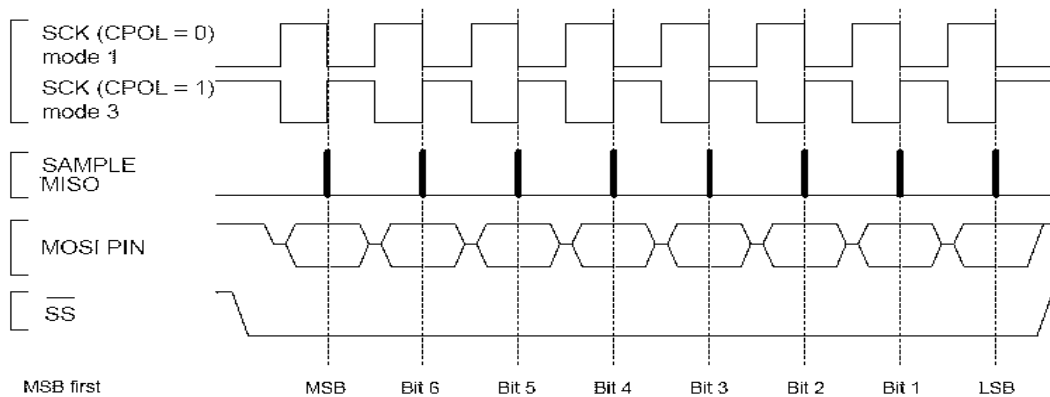 SCK (CPOL = 0)
mode 1
SCK (CPOL = 1)
mode 3
SAMPLE
MISO
MOSI PIN
SS
MSB first
MSB
Bit 6
Bit 5
Bit 4
Bit 3
Bit 2
Bit 1
LSB